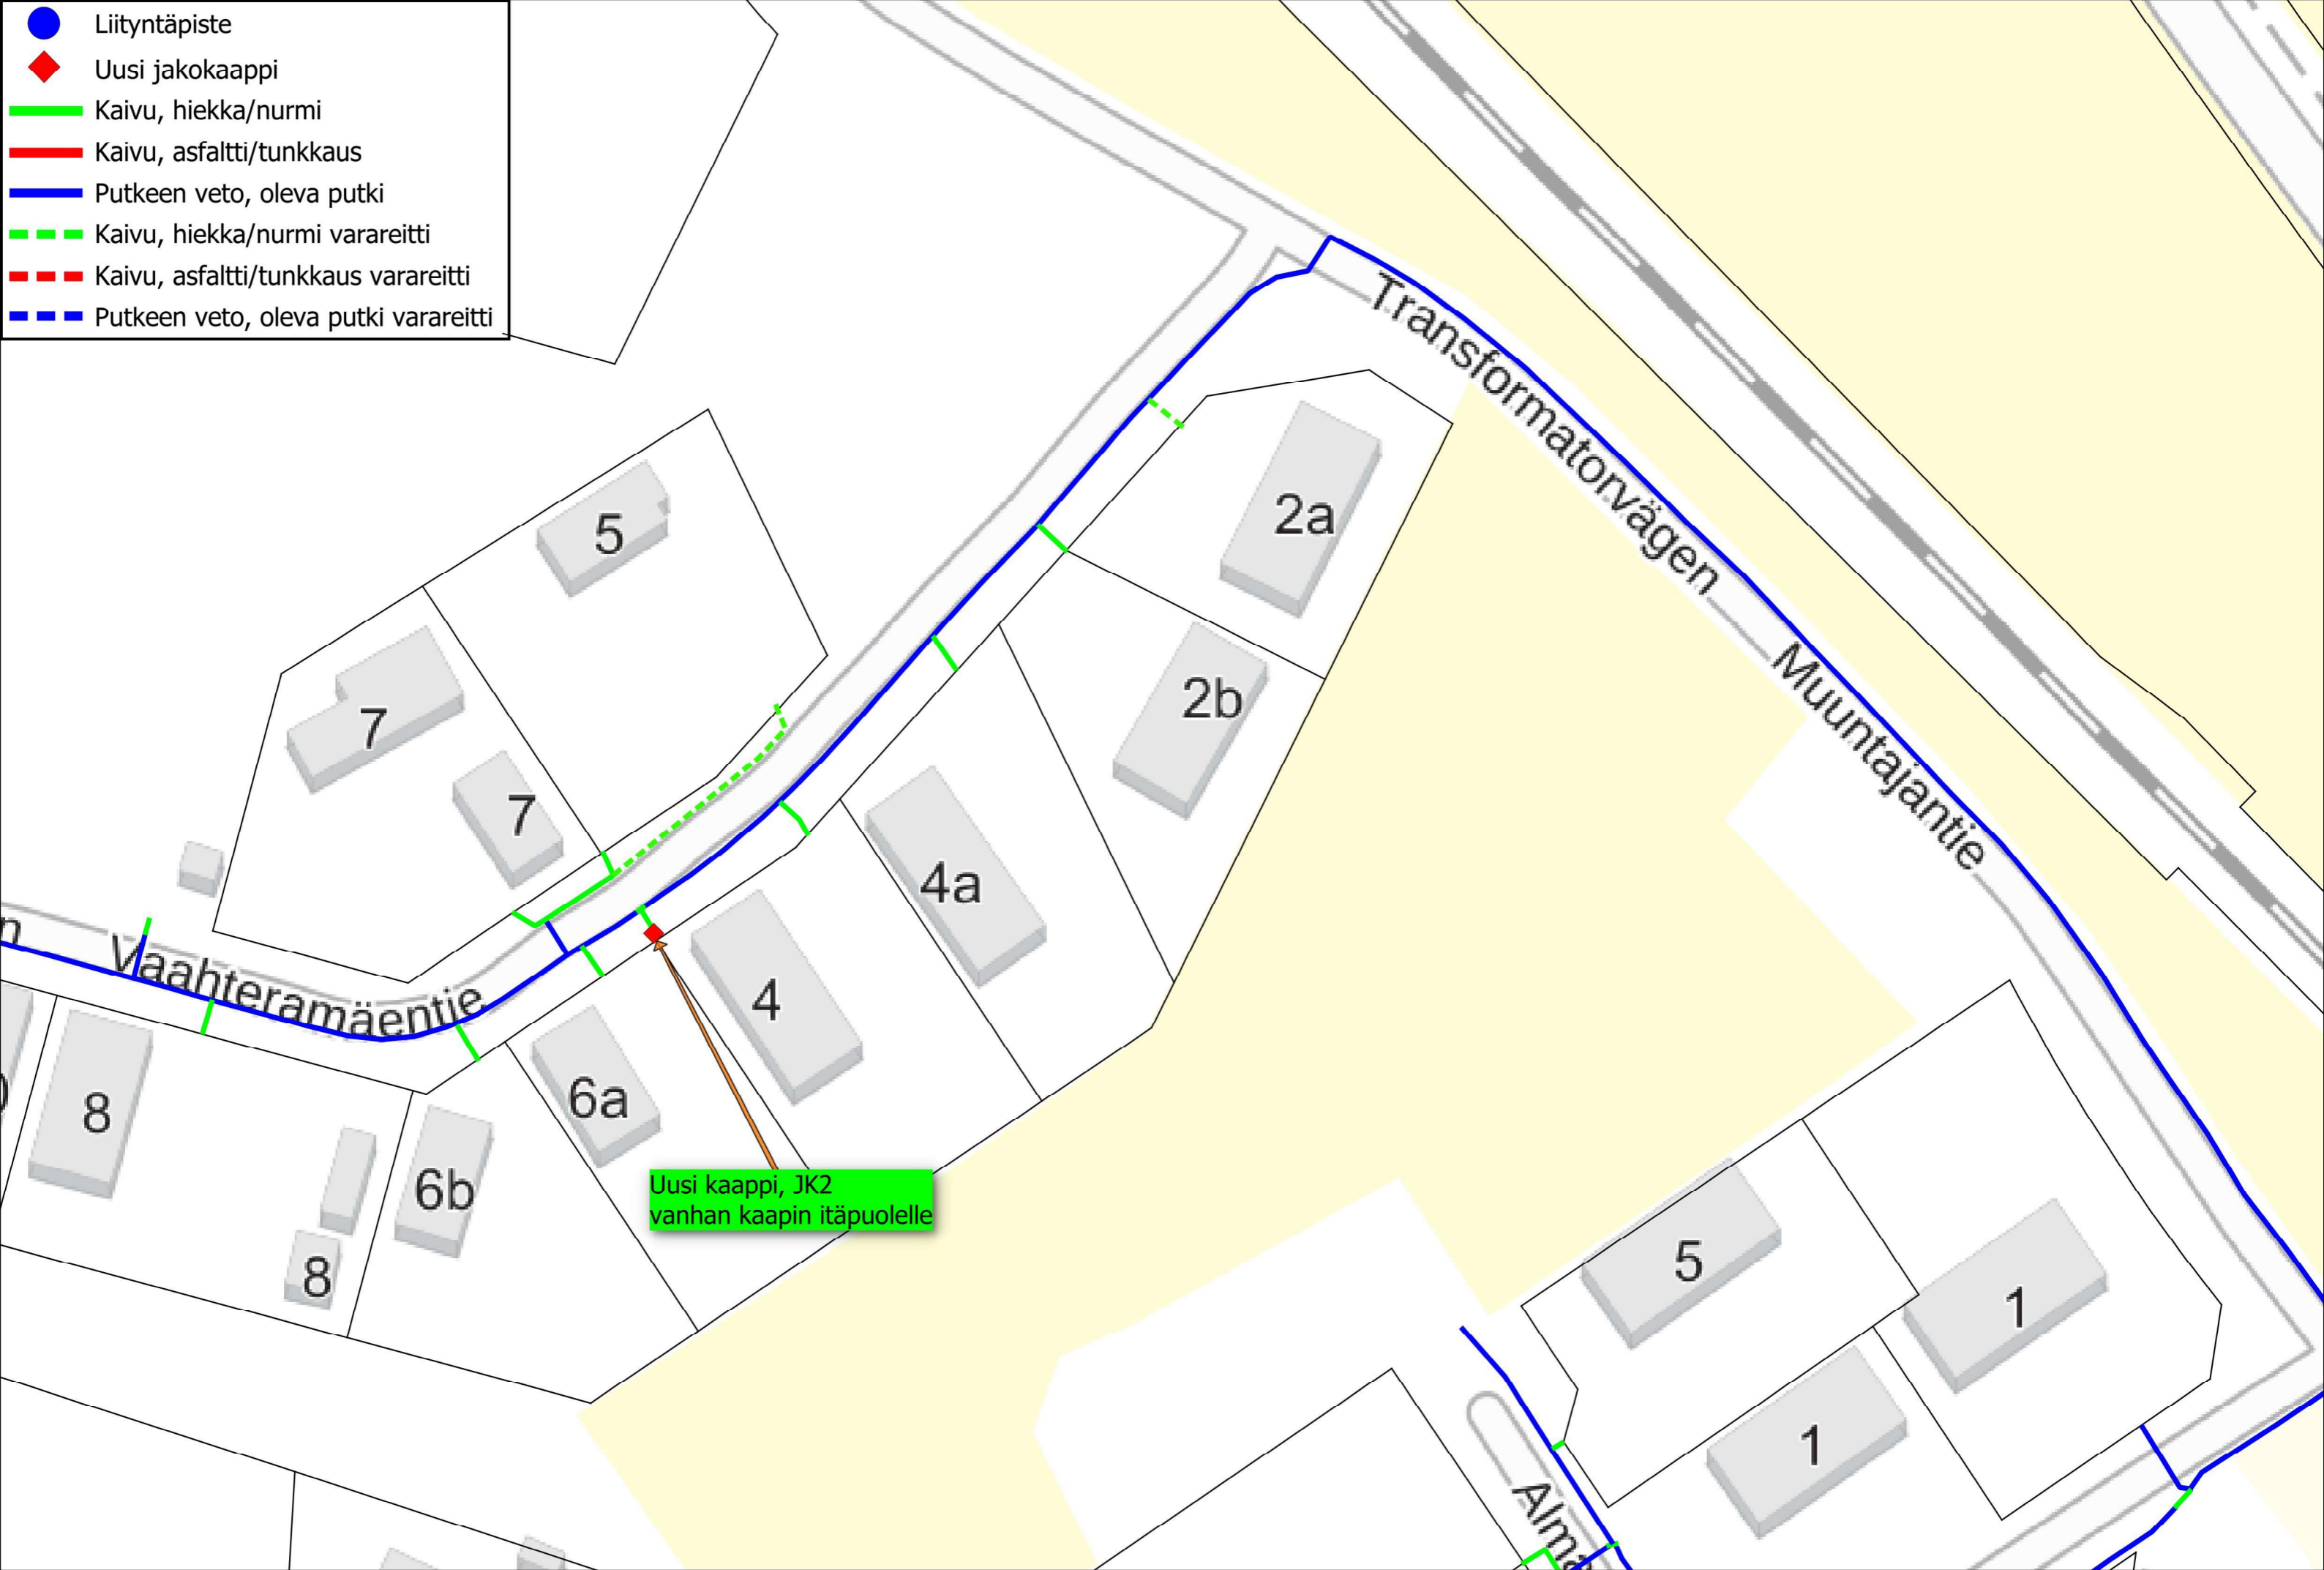 Liityntäpiste
Uusi jakokaappi
Kaivu, hiekka/nurmi
Kaivu, asfaltti/tunkkaus
Putkeen veto, oleva putki
Kaivu, hiekka/nurmi varareitti
Kaivu, asfaltti/tunkkaus varareitti
Putkeen veto, oleva putki varareitti
Transformatorvägen
Muuntajantie
2a
5
2b
7
7
4a
n
Vaahteramäentie
4
6a
8
6b
Uusi kaappi, JK2
vanhan kaapin itäpuolelle
8
5
1
1
Alma